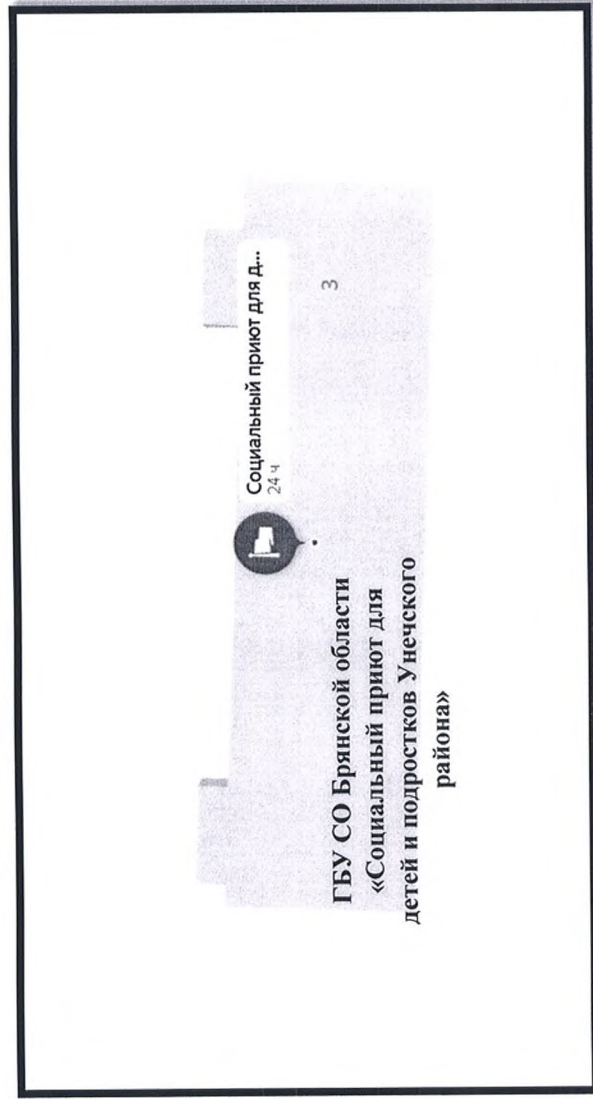 Социальный приют для д...
24 ч
3
ГБУ СО Брянской области
«Социальный приют для
детей и подростков Унечского
района»